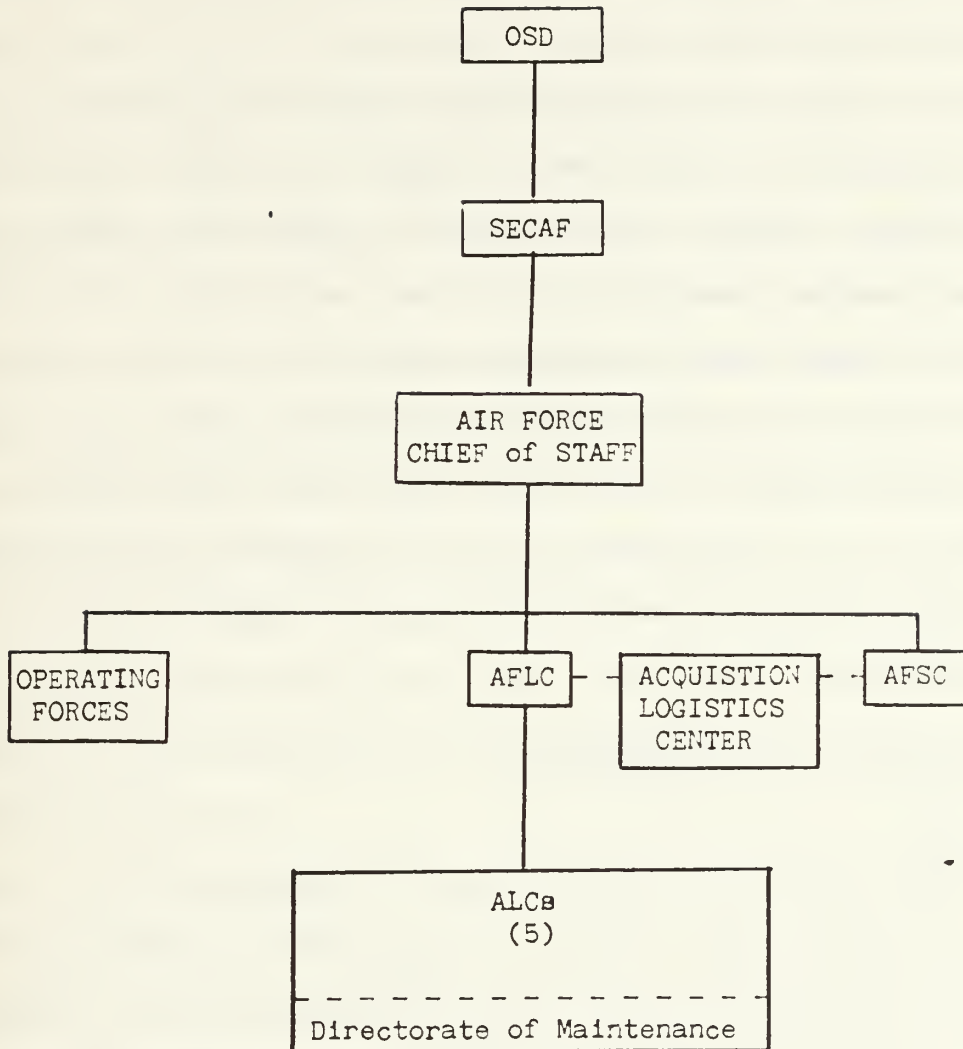 OSD
SECAF
AIR FORCE
CHIEF of STAFF
OPERATING
FORCES
AFLC
ACQUISTION
LOGISTICS
CENTER
AFSC
ALCs
(5)
Directorate of Maintenance